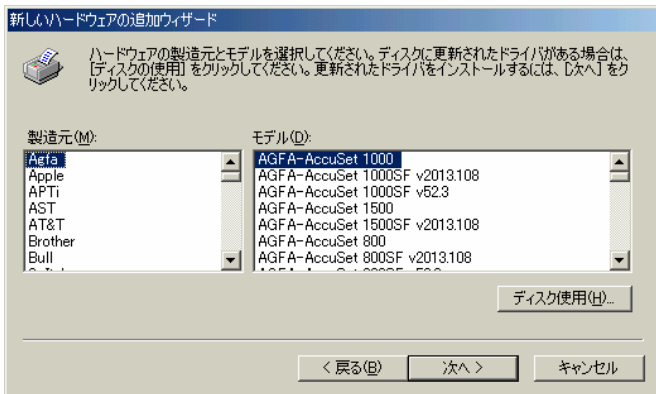 新しいハードウェアの追加ウィザード
ハードウェアの製造元とモデルを選択してください。ディスクに更新されたドライバがある場合は、
[ディスクの使用] をクリックしてください。更新されたドライバをインストールするには、[次へ] をク
リックしてください。
製造元(M):
Agfa
Apple
APTi
AST
AT&T
Brother
Bull
モデル(D):
AGFA-AccuSet 1000
AGFA-AccuSet 1000SF v2013.108
AGFA-AccuSet 1000SF v52.3
AGFA-AccuSet 1500
AGFA-AccuSet 1500SF v2013.108
AGFA-AccuSet 800
AGFA-AccuSet 800SF v2013.108
ディスク使用(H)...
< 戻る(B)
次へ >
キャンセル